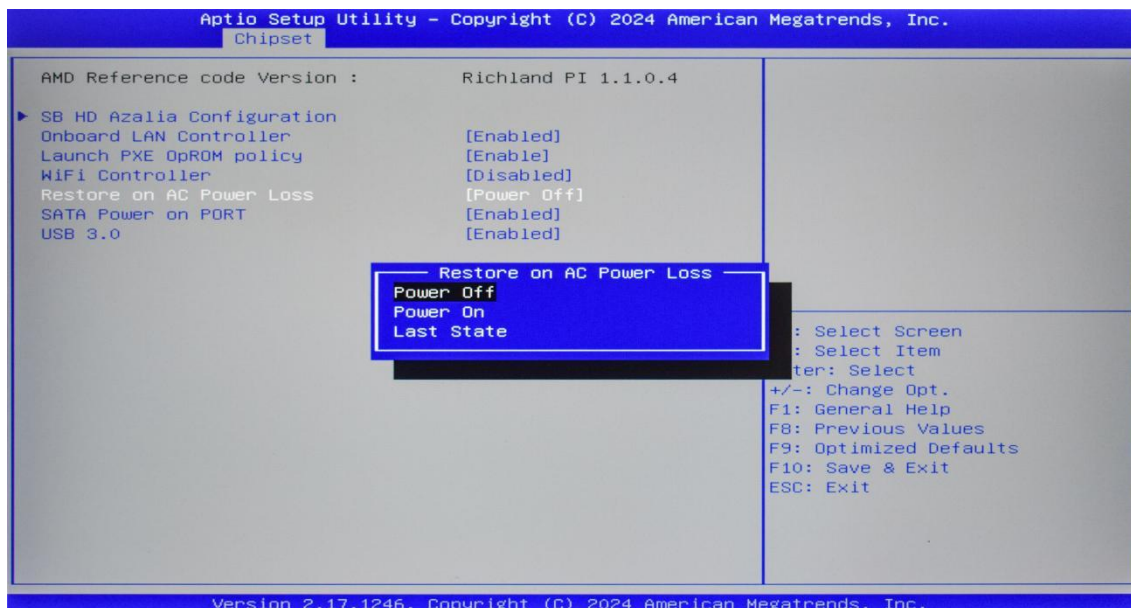 Aptio Setup Utility – Copyright (C) 2024 American Megatrends, Inc.
Chipset
AMD Reference code Version : Richland PI 1.1.0.4
SB HD Azalia Configuration
Onboard LAN Controller [Enabled]
Launch PXE OpROM policy [Enable]
WiFi Controller [Disabled]
Restore on AC Power Loss [Power Off]
SATA Power on PORT [Enabled]
USB 3.0 [Enabled]
Restore on AC Power Loss
Power Off
Power On
Last State
: Select Screen
: Select Item
ter: Select
+/-: Change Opt.
F1: General Help
F8: Previous Values
F9: Optimized Defaults
F10: Save & Exit
ESC: Exit
Version 2.17.1246. Copyright (C) 2024 American Megatrends, Inc.